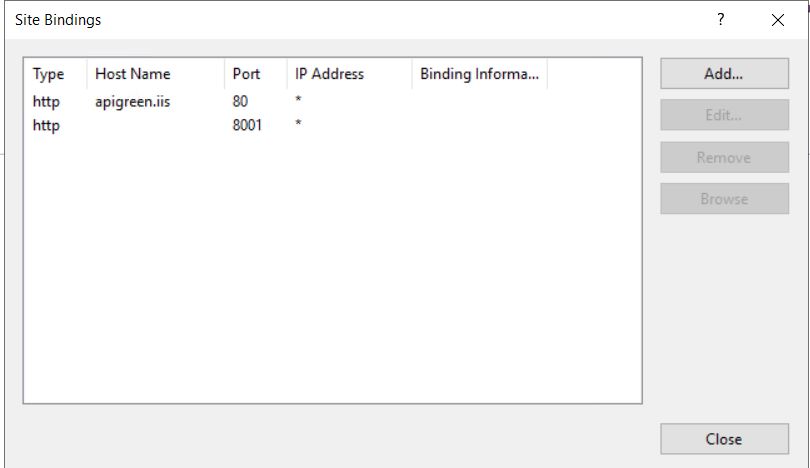 Site Bindings ?
Type Host Name Port IP Address Binding Informa... Add...
http apigreen.iis 80 *
Edit...
http 8001 *
Remove
Browse
Close